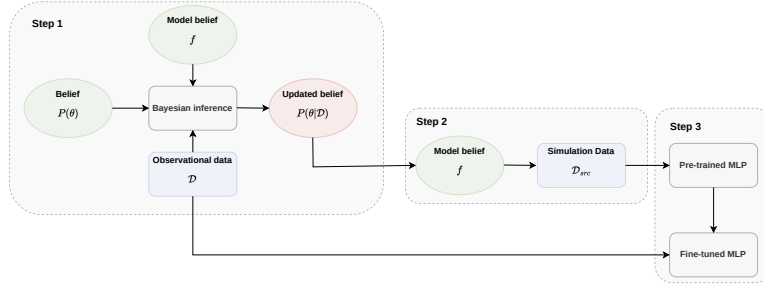 Step 1
Model belief
f
Belief
P(θ)
Bayesian inference
Updated belief
P(θ|𝒟)
Observational data
𝒟
Step 2
Model belief
f
Simulation Data
𝒟src
Step 3
Pre-trained MLP
Fine-tuned MLP